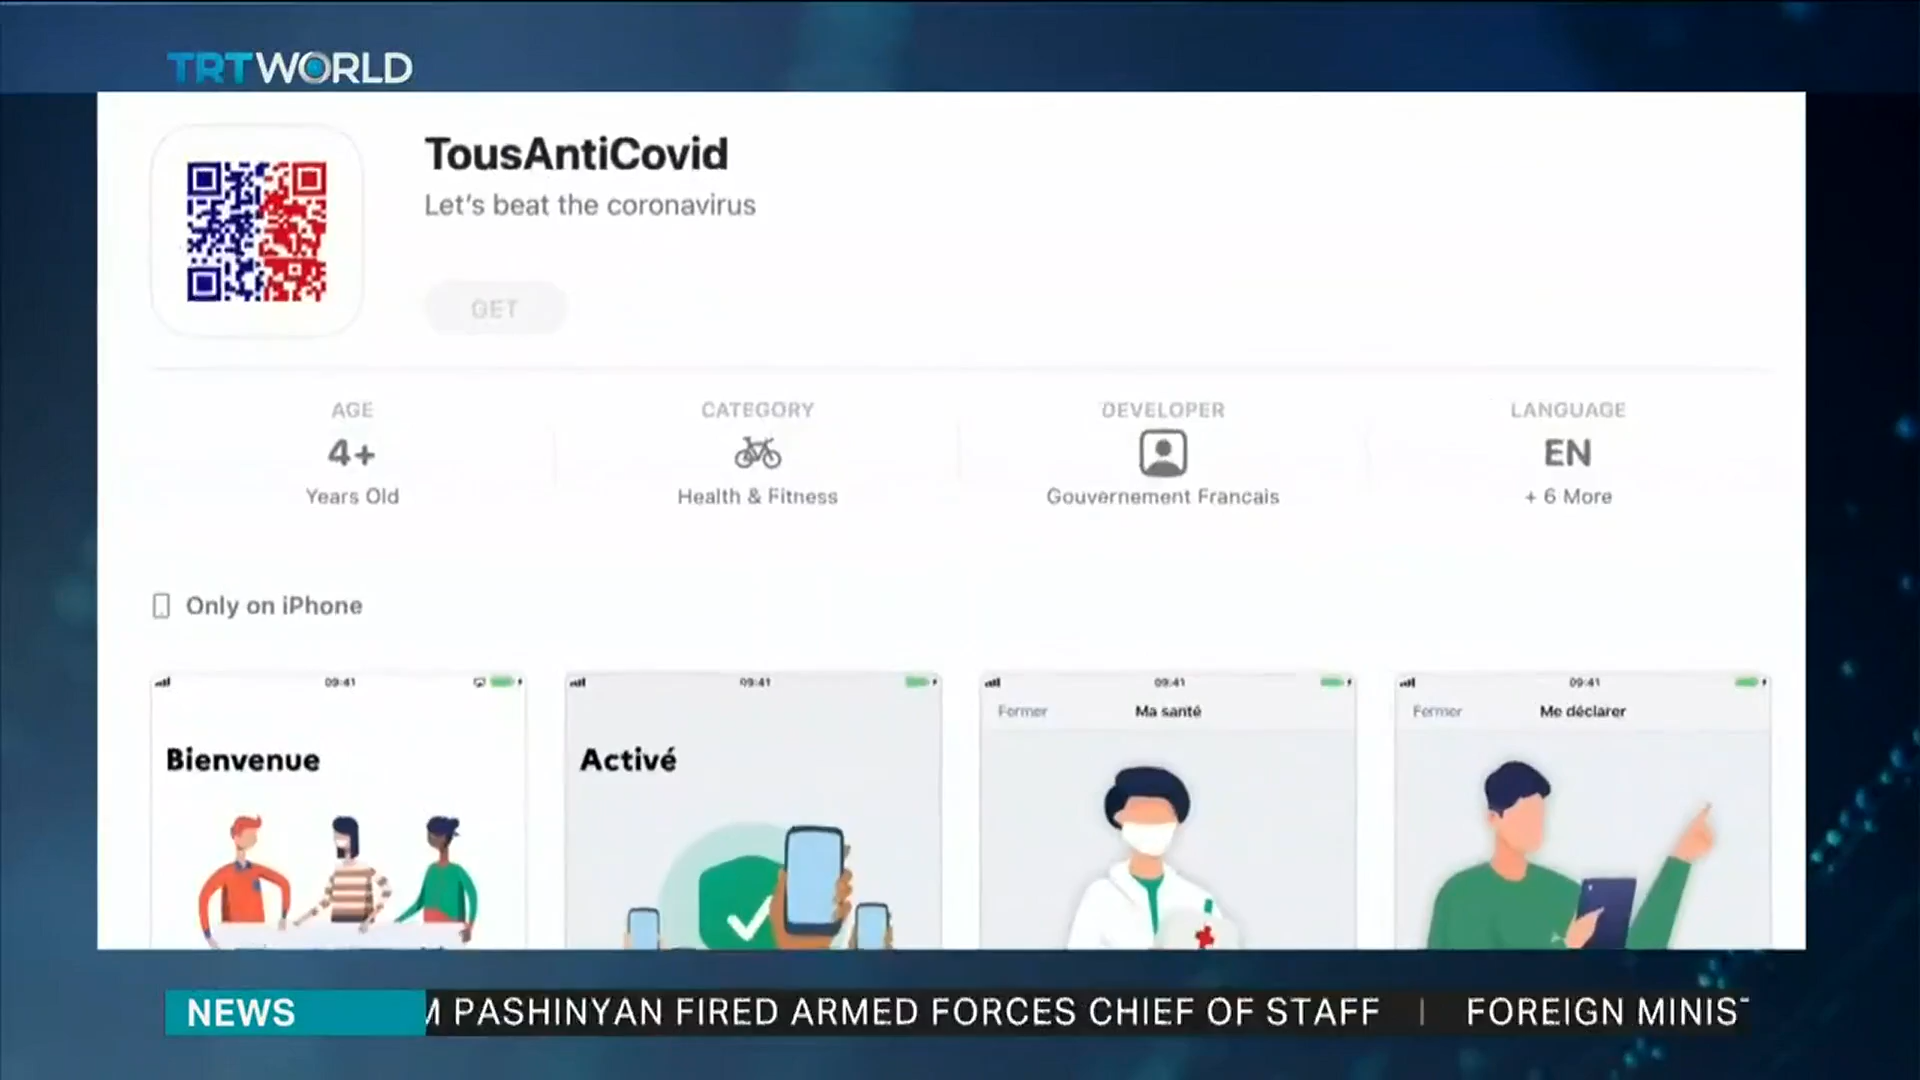 TRT WORLD
TousAntiCovid
Let's beat the coronavirus
GET
AGE
4+
Years Old
CATEGORY
Health & Fitness
DEVELOPER
Gouvernement Francais
LANGUAGE
EN
+ 6 More
Only on iPhone
09:41
Bienvenue
09:41
Activé
09:41
Fermer
Ma santé
09:41
Fermer
Me déclarer
NEWS
M PASHINYAN FIRED ARMED FORCES CHIEF OF STAFF | FOREIGN MINIS